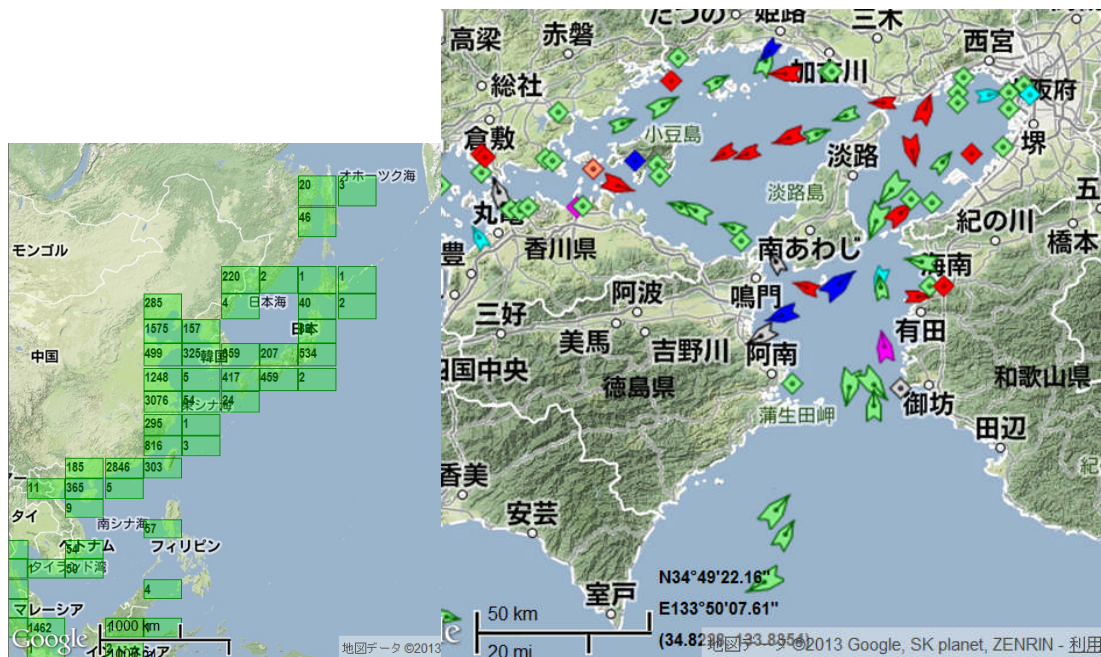 オホーツク海
20 3
46
モンゴル
220 2 1 1
285 4 日本海 40 2
1575 157 日本
中国
499 325 韓国 659 207 534
1248 5 417 459 2
3076 54 24
東シナ海
295 1
816 3
185 2846 303
11 365 5
9
タイ
南シナ海
57
ベトナム
54
フィリピン
1 タイランド湾 50
4
マレーシア
1462
1000 km
Google
地図データ ©2013
たつの
姫路
三木
高梁
赤磐
西宮
加古川
総社
阪府
倉敷
小豆島
堺
淡路
淡路島
丸亀
紀の川
五
香川県
豊
南あわじ
橋本
海南
鳴門
阿波
三好
有田
美馬
吉野川
阿南
四国中央
徳島県
和歌山県
御坊
蒲生田岬
田辺
香美
安芸
室戸
N34°49'22.16"
E133°50'07.61"
50 km
20 mi
地図データ ©2013 Google, SK planet, ZENRIN - 利用